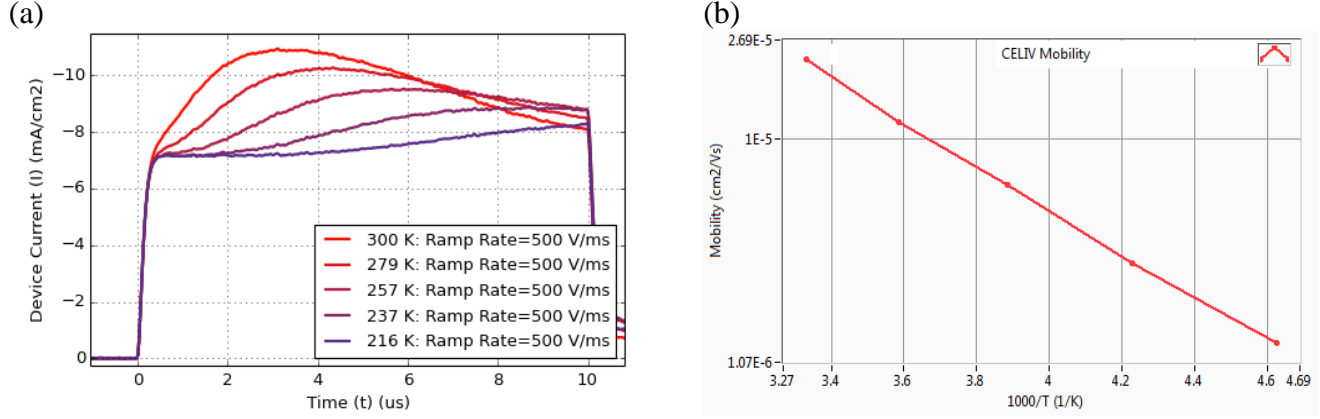 (a)
−10
−8
−6
−4
−2
0
Device Current (I) (mA/cm2)
300 K: Ramp Rate=500 V/ms
279 K: Ramp Rate=500 V/ms
257 K: Ramp Rate=500 V/ms
237 K: Ramp Rate=500 V/ms
216 K: Ramp Rate=500 V/ms
0 2 4 6 8 10
Time (t) (us)
(b)
CELIV Mobility
2.69E-5
1E-5
1.07E-6
Mobility (cm2/Vs)
3.27 3.4 3.6 3.8 4 4.2 4.4 4.6 4.69
1000/T (1/K)